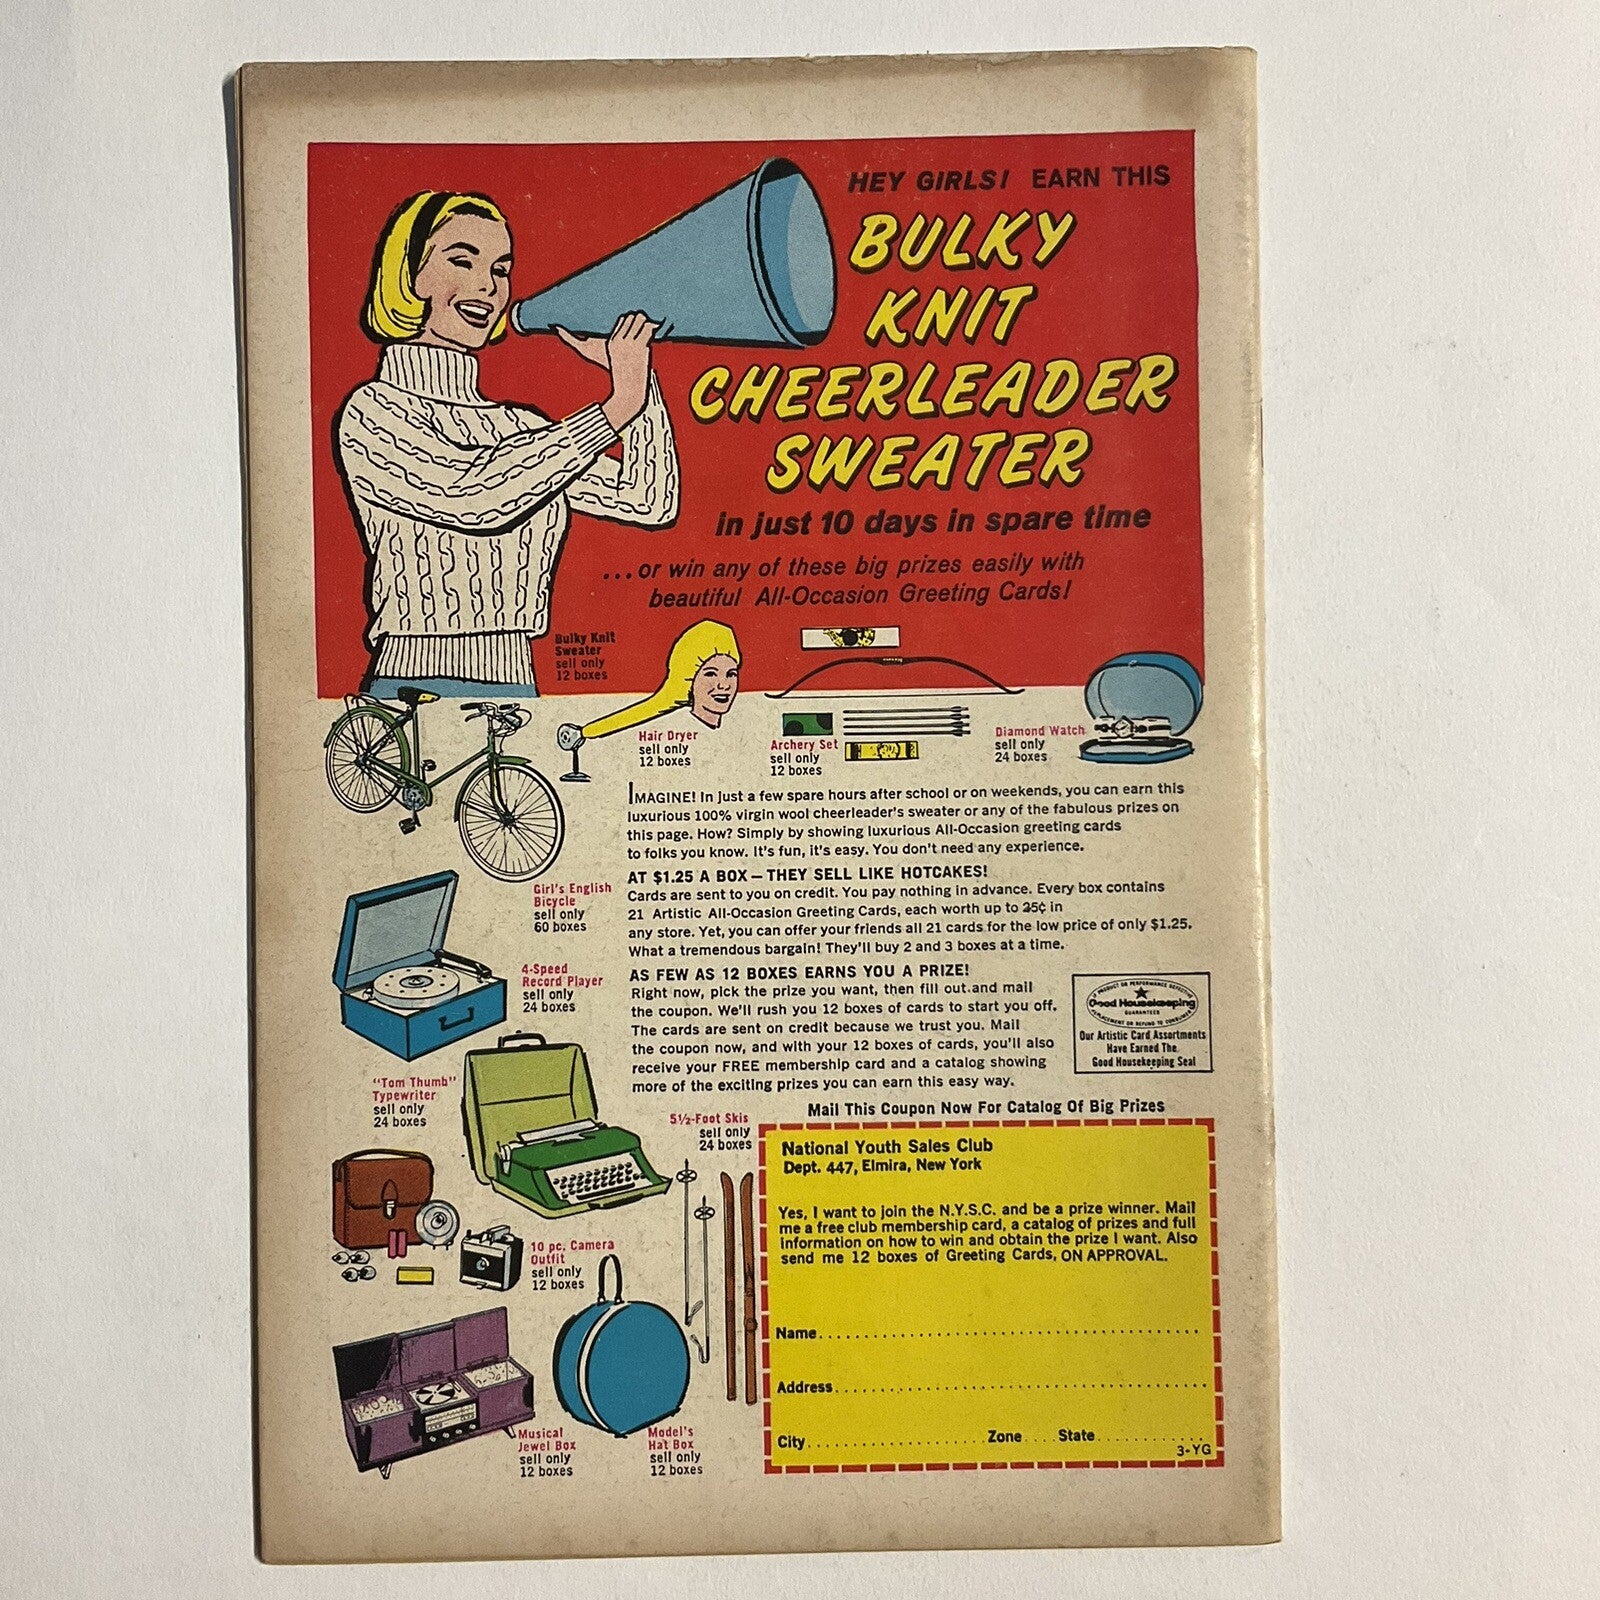 HEY GIRLS! EARN THIS
BULKY
KNIT
CHEERLEADER
SWEATER
in just 10 days in spare time
...or win any of these big prizes easily with
beautiful All-Occasion Greeting Cards!
Bulky Knit
Sweater
sell only
12 boxes
Hair Dryer
sell only
12 boxes
Archery Set
sell only
12 boxes
Diamond Watch
sell only
24 boxes
IMAGINE! In just a few spare hours after school or on weekends, you can earn this
luxurious 100% virgin wool cheerleader's sweater or any of the fabulous prizes on
this page. How? Simply by showing luxurious All-Occasion greeting cards
to folks you know. It's fun, it's easy. You don't need any experience.
AT $1.25 A BOX — THEY SELL LIKE HOTCAKES!
Cards are sent to you on credit. You pay nothing in advance. Every box contains
21 Artistic All-Occasion Greeting Cards, each worth up to 25¢ in
any store. Yet, you can offer your friends all 21 cards for the low price of only $1.25.
What a tremendous bargain! They'll buy 2 and 3 boxes at a time.
AS FEW AS 12 BOXES EARNS YOU A PRIZE!
Right now, pick the prize you want, then fill out.and mail
the coupon. We'll rush you 12 boxes of cards to start you off.
The cards are sent on credit because we trust you. Mail
the coupon now, and with your 12 boxes of cards, you'll also
receive your FREE membership card and a catalog showing
more of the exciting prizes you can earn this easy way.
Good Housekeeping
GUARANTEES
Our Artistic Card Assortments
Have Earned The
Good Housekeeping Seal
Girl's English
Bicycle
sell only
60 boxes
4-Speed
Record Player
sell only
24 boxes
"Tom Thumb"
Typewriter
sell only
24 boxes
5½-Foot Skis
sell only
24 boxes
10 pc. Camera
Outfit
sell only
12 boxes
Musical
Jewel Box
sell only
12 boxes
Model's
Hat Box
sell only
12 boxes
Mail This Coupon Now For Catalog Of Big Prizes
National Youth Sales Club
Dept. 447, Elmira, New York
Yes, I want to join the N.Y.S.C. and be a prize winner. Mail
me a free club membership card, a catalog of prizes and full
information on how to win and obtain the prize I want. Also
send me 12 boxes of Greeting Cards, ON APPROVAL.
Name
Address
City Zone State
3-YG